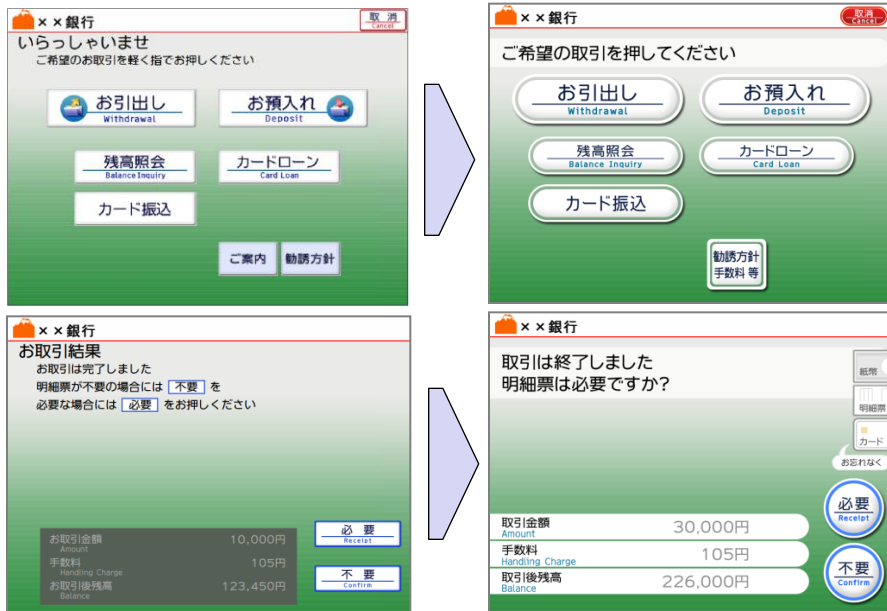 ××銀行
取 消
Cancel
いらっしゃいませ
ご希望のお取引を軽く指でお押しください
お引出し
Withdrawal
お預入れ
Deposit
残高照会
Balance Inquiry
カードローン
Card Loan
カード振込
ご案内
勧誘方針
××銀行
取 消
Cancel
ご希望の取引を押してください
お引出し
Withdrawal
お預入れ
Deposit
残高照会
Balance Inquiry
カードローン
Card Loan
カード振込
勧誘方針
手数料 等
××銀行
お取引結果
お取引は完了しました
明細票が不要の場合には 不要 を
必要な場合には 必要 をお押しください
お取引金額 10,000円
Amount
手数料 105円
Handling Charge
お取引後残高 123,450円
Balance
必 要
Receipt
不 要
Confirm
××銀行
取引は終了しました
明細票は必要ですか?
紙幣
明細票
カード
お忘れなく
取引金額 30,000円
Amount
手数料 105円
Handling Charge
取引後残高 226,000円
Balance
必要
Receipt
不要
Confirm